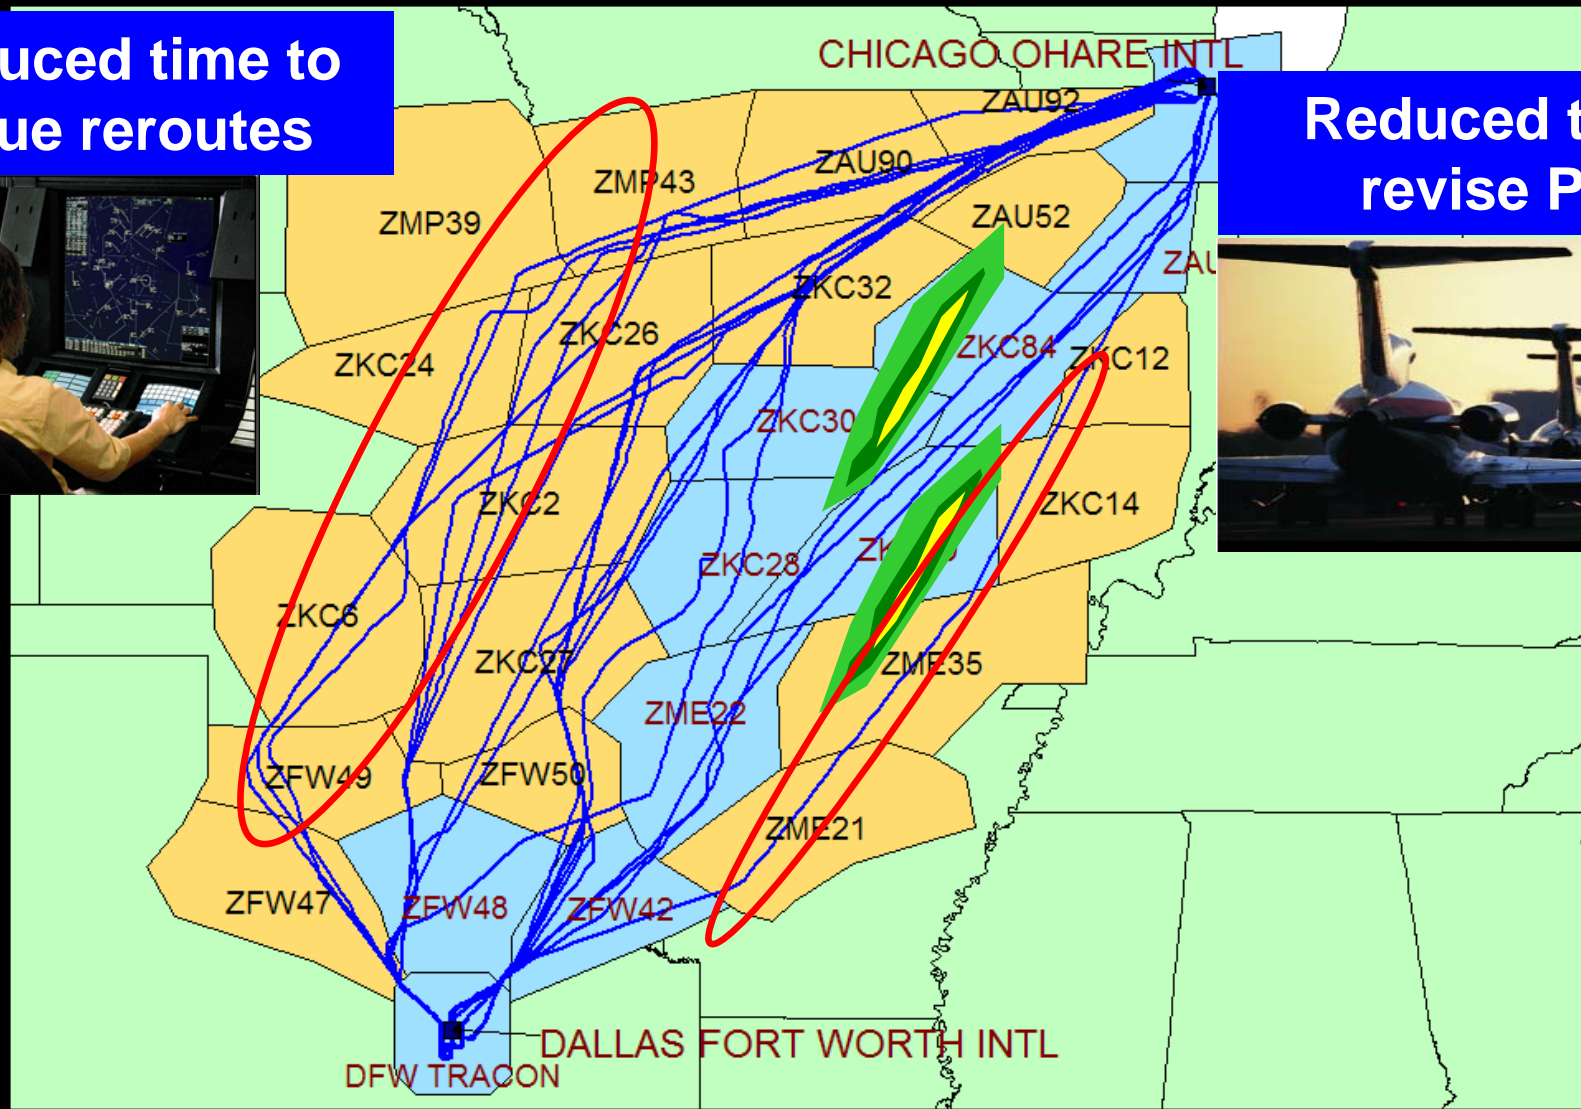 uced time to
ue reroutes
CHICAGO OHARE INTL
Reduced t
revise P
ZAU92
ZAU90
ZMP43
ZMP39
ZAU52
ZAU
ZKC32
ZKC26
ZKC24
ZKC84
ZKC12
ZKC30
ZKC2
ZKC14
ZKC28
ZKC6
ZKC27
ZME35
ZME22
ZFW49
ZFW50
ZME21
ZFW47
ZFW48
ZFW42
DALLAS FORT WORTH INTL
DFW TRACON